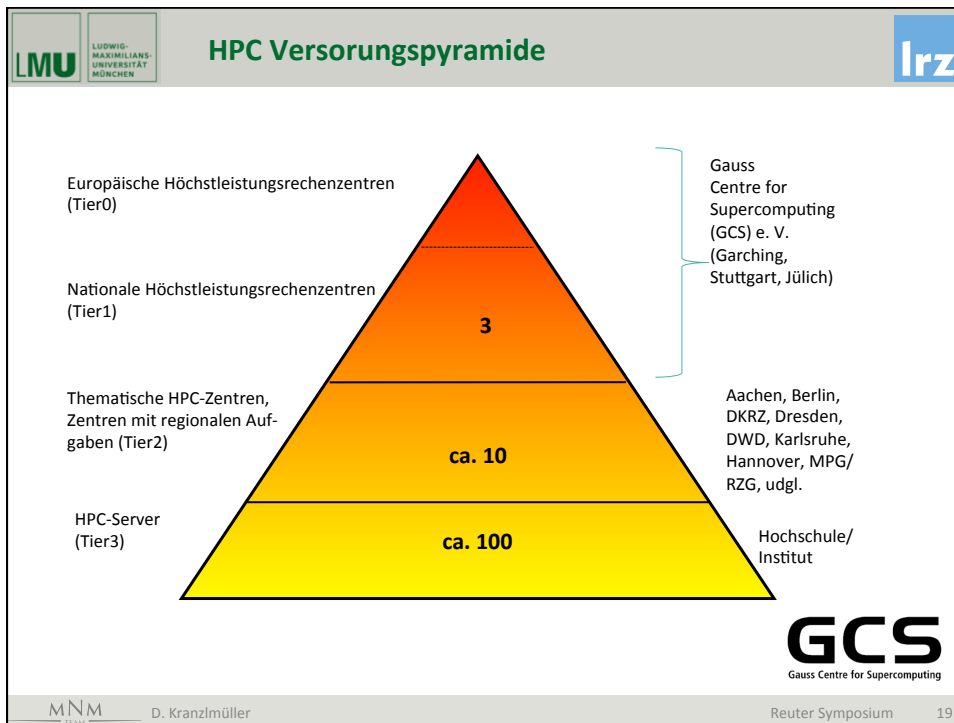 LMU
LUDWIG-
MAXIMILIANS-
UNIVERSITÄT
MÜNCHEN
HPC Versorungspyramide
lrz
Europäische Höchstleistungsrechenzentren
(Tier0)
Nationale Höchstleistungsrechenzentren
(Tier1)
3
Gauss
Centre for
Supercomputing
(GCS) e. V.
(Garching,
Stuttgart, Jülich)
Thematische HPC-Zentren,
Zentren mit regionalen Auf-
gaben (Tier2)
ca. 10
Aachen, Berlin,
DKRZ, Dresden,
DWD, Karlsruhe,
Hannover, MPG/
RZG, udgl.
HPC-Server
(Tier3)
ca. 100
Hochschule/
Institut
GCS
Gauss Centre for Supercomputing
MNM
TEAM
D. Kranzlmüller
Reuter Symposium 19